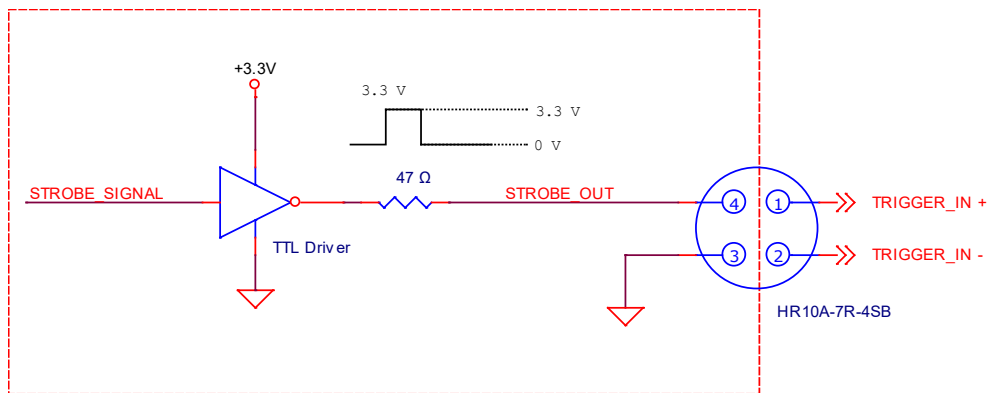 +3.3V
3.3 V
3.3 V
0 V
STROBE_SIGNAL
47 Ω
STROBE_OUT
4
1
TRIGGER_IN +
TTL Driver
3
2
TRIGGER_IN -
HR10A-7R-4SB